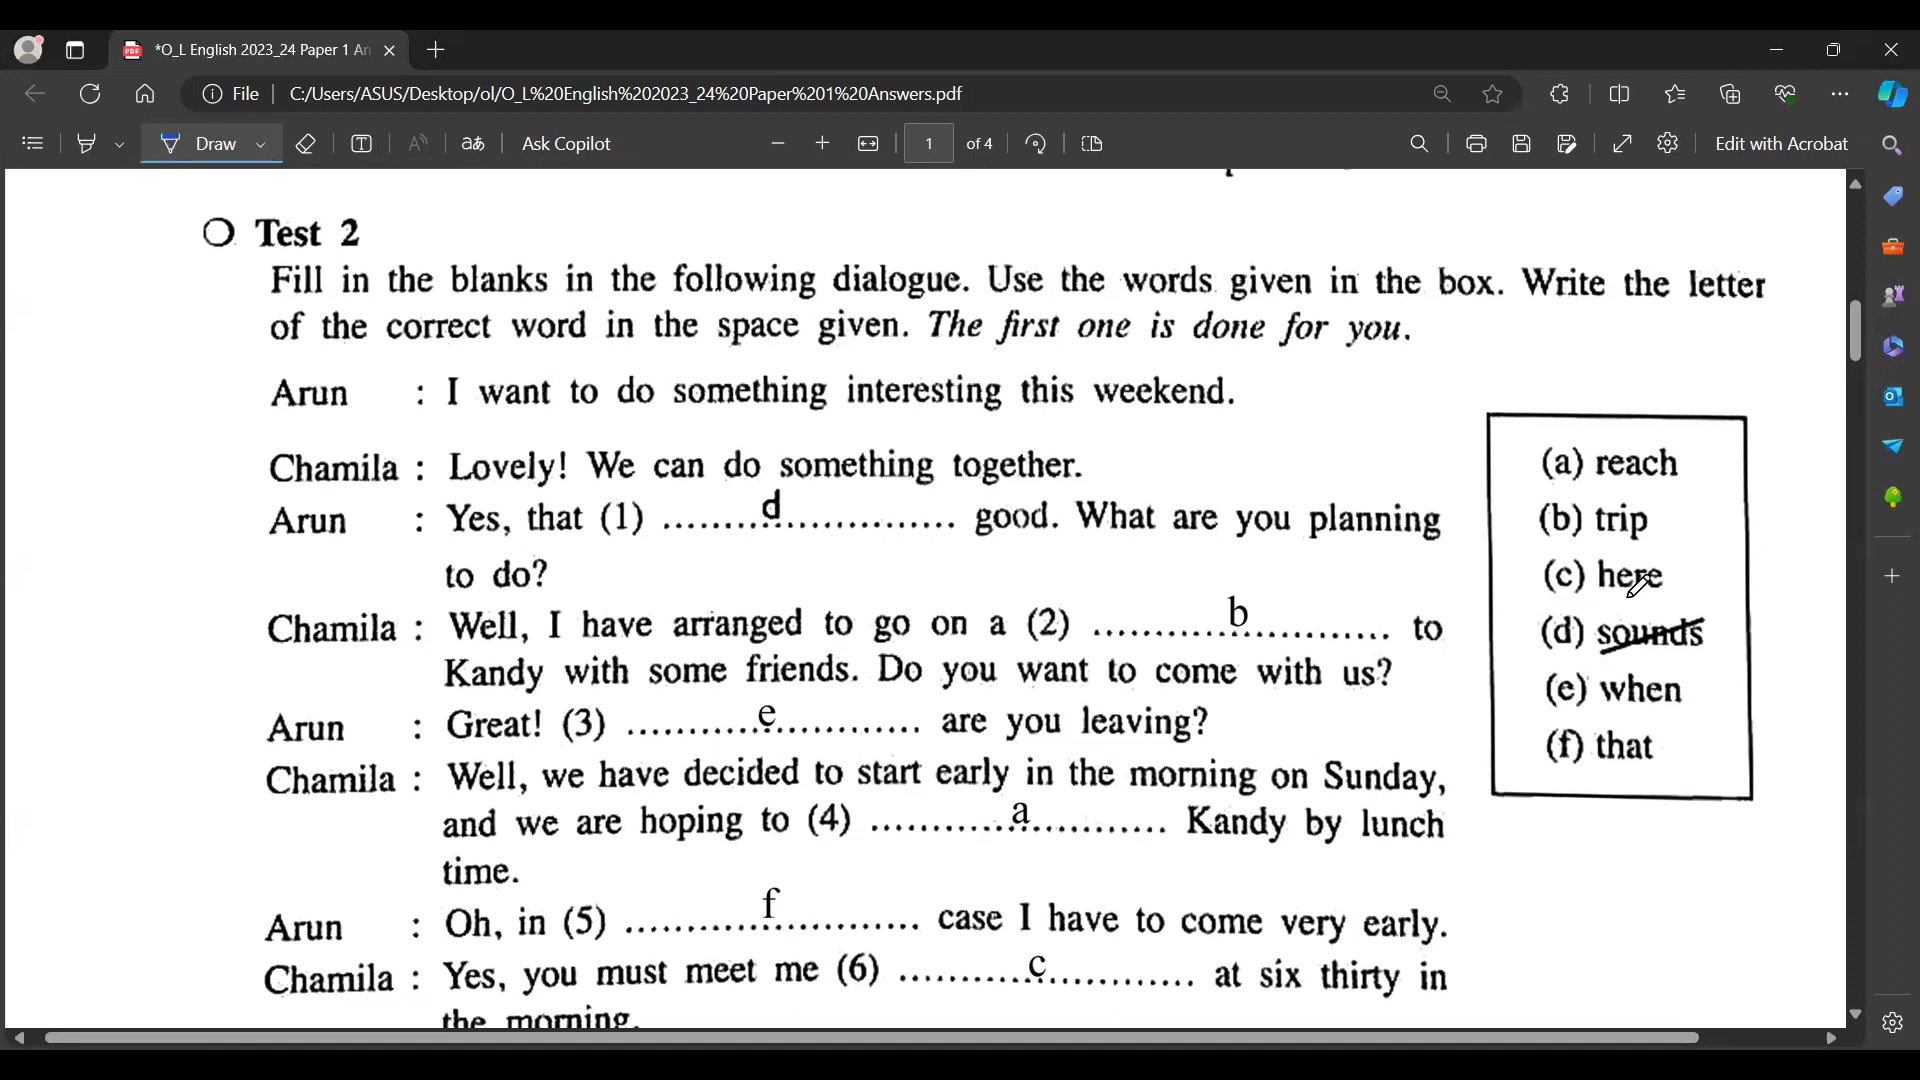 *O_L English 2023_24 Paper 1 An
File C:/Users/ASUS/Desktop/ol/O_L%20English%202023_24%20Paper%201%20Answers.pdf
Draw Ask Copilot 1 of 4 Edit with Acrobat
Test 2
Fill in the blanks in the following dialogue. Use the words given in the box. Write the letter
of the correct word in the space given. The first one is done for you.
Arun : I want to do something interesting this weekend.
Chamila : Lovely! We can do something together.
Arun : Yes, that (1) .........d................. good. What are you planning
to do?
Chamila : Well, I have arranged to go on a (2) ............b............. to
Kandy with some friends. Do you want to come with us?
Arun : Great! (3) ............e............. are you leaving?
Chamila : Well, we have decided to start early in the morning on Sunday,
and we are hoping to (4) ............a............. Kandy by lunch
time.
Arun : Oh, in (5) ............f............. case I have to come very early.
Chamila : Yes, you must meet me (6) ............c............. at six thirty in
the morning.
(a) reach
(b) trip
(c) here
(d) sounds
(e) when
(f) that